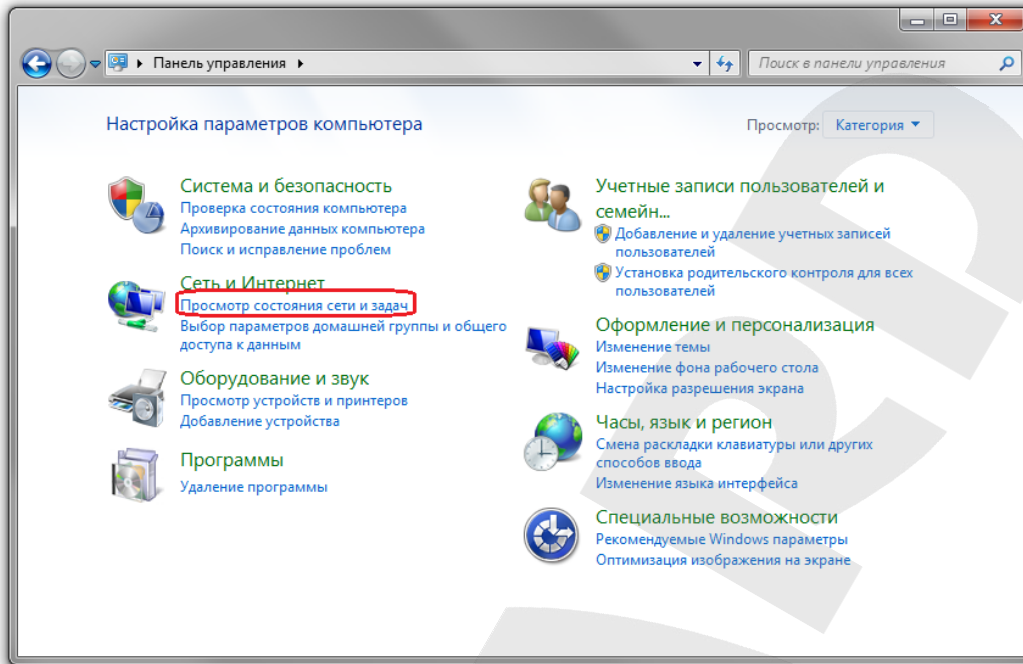 Панель управления
Поиск в панели управления
Настройка параметров компьютера
Просмотр: Категория
Система и безопасность
Проверка состояния компьютера
Архивирование данных компьютера
Поиск и исправление проблем
Сеть и Интернет
Просмотр состояния сети и задач
Выбор параметров домашней группы и общего
доступа к данным
Оборудование и звук
Просмотр устройств и принтеров
Добавление устройства
Программы
Удаление программы
Учетные записи пользователей и
семейн...
Добавление и удаление учетных записей
пользователей
Установка родительского контроля для всех
пользователей
Оформление и персонализация
Изменение темы
Изменение фона рабочего стола
Настройка разрешения экрана
Часы, язык и регион
Смена раскладки клавиатуры или других
способов ввода
Изменение языка интерфейса
Специальные возможности
Рекомендуемые Windows параметры
Оптимизация изображения на экране